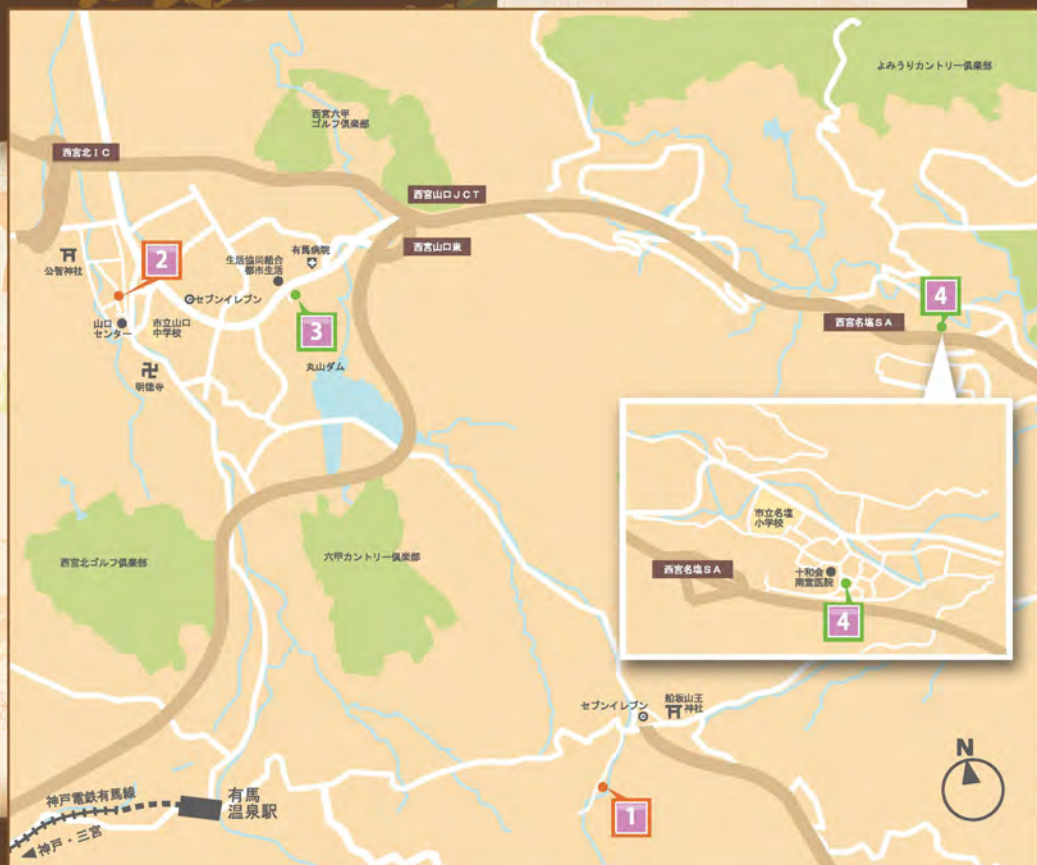 よみうりカントリー倶楽部
西宮六甲
ゴルフ倶楽部
西宮北IC
西宮山口JCT
西宮山口東
有馬病院
生活協同組合
都市生活
公智神社
2
セブンイレブン
3
山口
センター
市立山口
中学校
丸山ダム
明徳寺
4
西宮名塩SA
市立名塩
小学校
西宮名塩SA
十和会
南堂医院
4
西宮北ゴルフ倶楽部
六甲カントリー倶楽部
セブンイレブン
船坂山王
神社
1
N
有馬
温泉駅
神戸電鉄有馬線
神戸・三宮